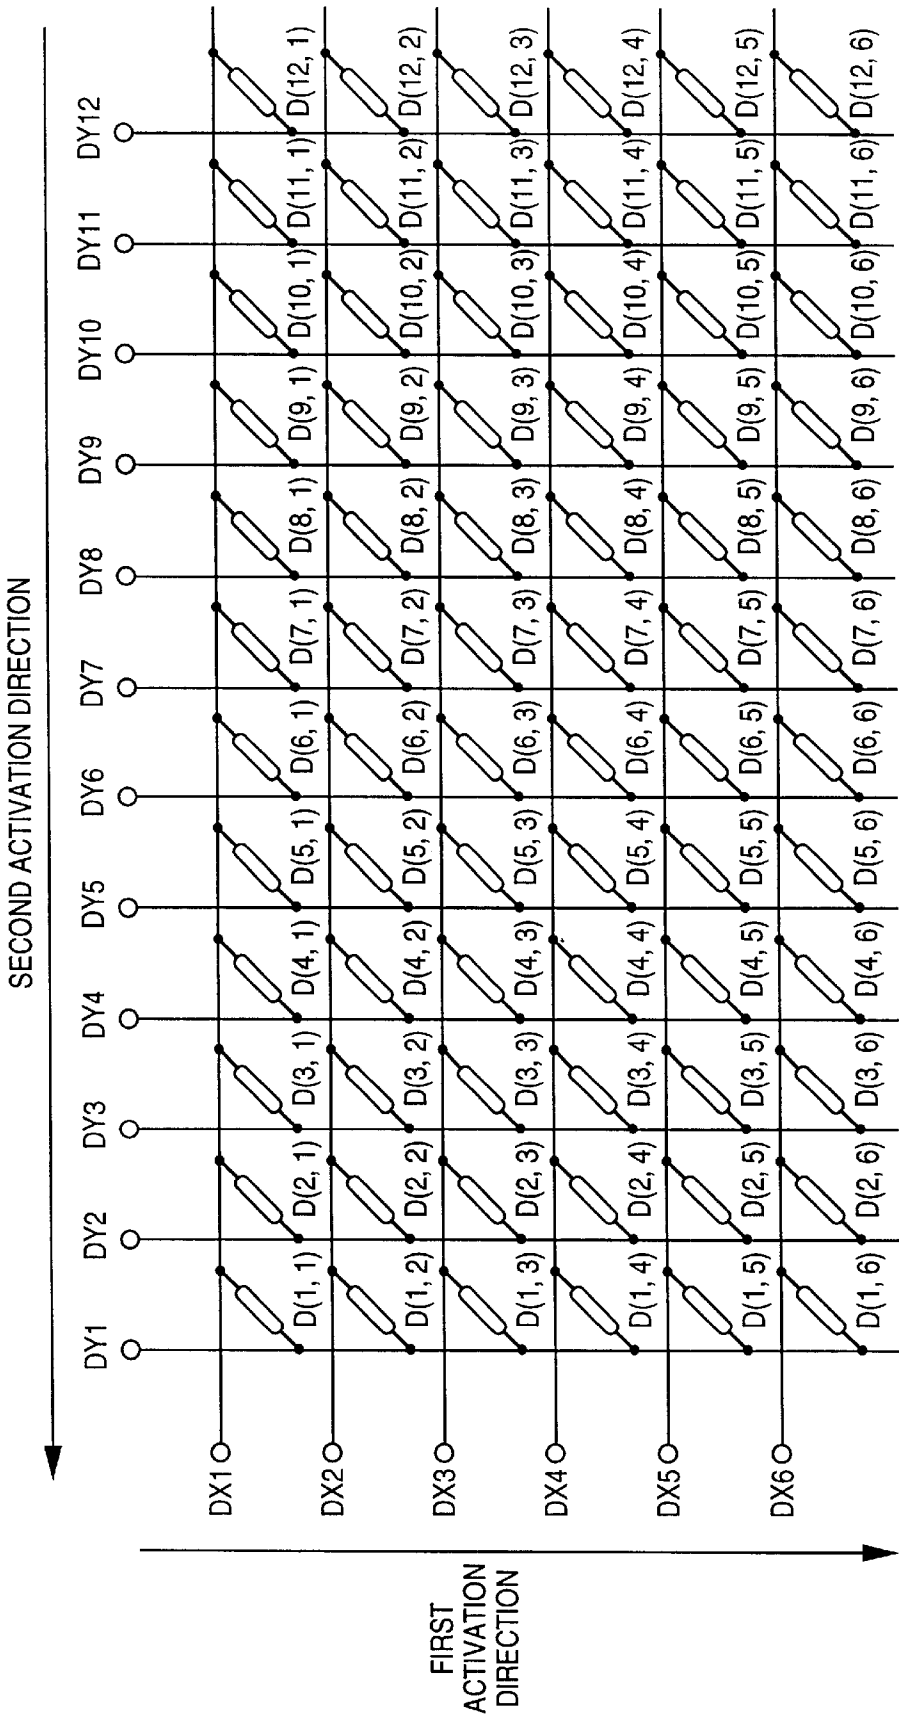 SECOND ACTIVATION DIRECTION
DY1 DY2 DY3 DY4 DY5 DY6 DY7 DY8 DY9 DY10 DY11 DY12
DX1
D(1, 1) D(2, 1) D(3, 1) D(4, 1) D(5, 1) D(6, 1) D(7, 1) D(8, 1) D(9, 1) D(10, 1) D(11, 1) D(12, 1)
DX2
D(1, 2) D(2, 2) D(3, 2) D(4, 2) D(5, 2) D(6, 2) D(7, 2) D(8, 2) D(9, 2) D(10, 2) D(11, 2) D(12, 2)
DX3
D(1, 3) D(2, 3) D(3, 3) D(4, 3) D(5, 3) D(6, 3) D(7, 3) D(8, 3) D(9, 3) D(10, 3) D(11, 3) D(12, 3)
DX4
D(1, 4) D(2, 4) D(3, 4) D(4, 4) D(5, 4) D(6, 4) D(7, 4) D(8, 4) D(9, 4) D(10, 4) D(11, 4) D(12, 4)
DX5
D(1, 5) D(2, 5) D(3, 5) D(4, 5) D(5, 5) D(6, 5) D(7, 5) D(8, 5) D(9, 5) D(10, 5) D(11, 5) D(12, 5)
DX6
D(1, 6) D(2, 6) D(3, 6) D(4, 6) D(5, 6) D(6, 6) D(7, 6) D(8, 6) D(9, 6) D(10, 6) D(11, 6) D(12, 6)
FIRST
ACTIVATION
DIRECTION